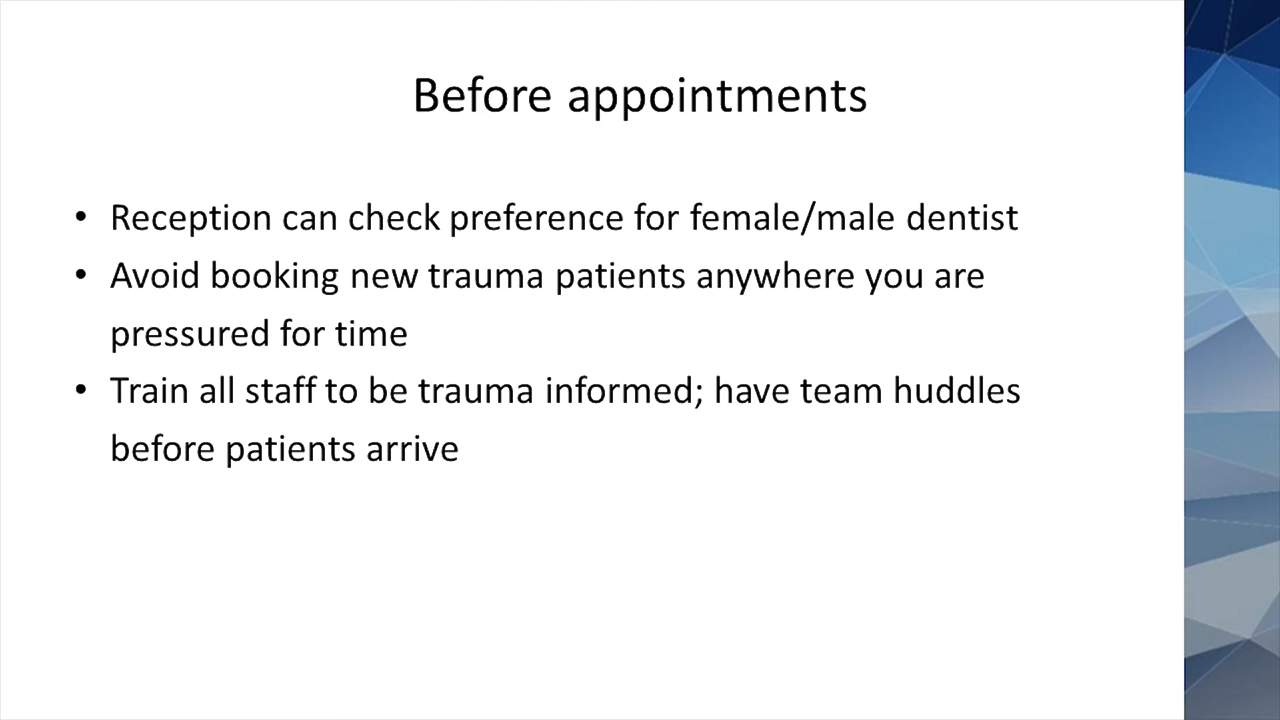 Before appointments
• Reception can check preference for female/male dentist
• Avoid booking new trauma patients anywhere you are
pressured for time
• Train all staff to be trauma informed; have team huddles
before patients arrive